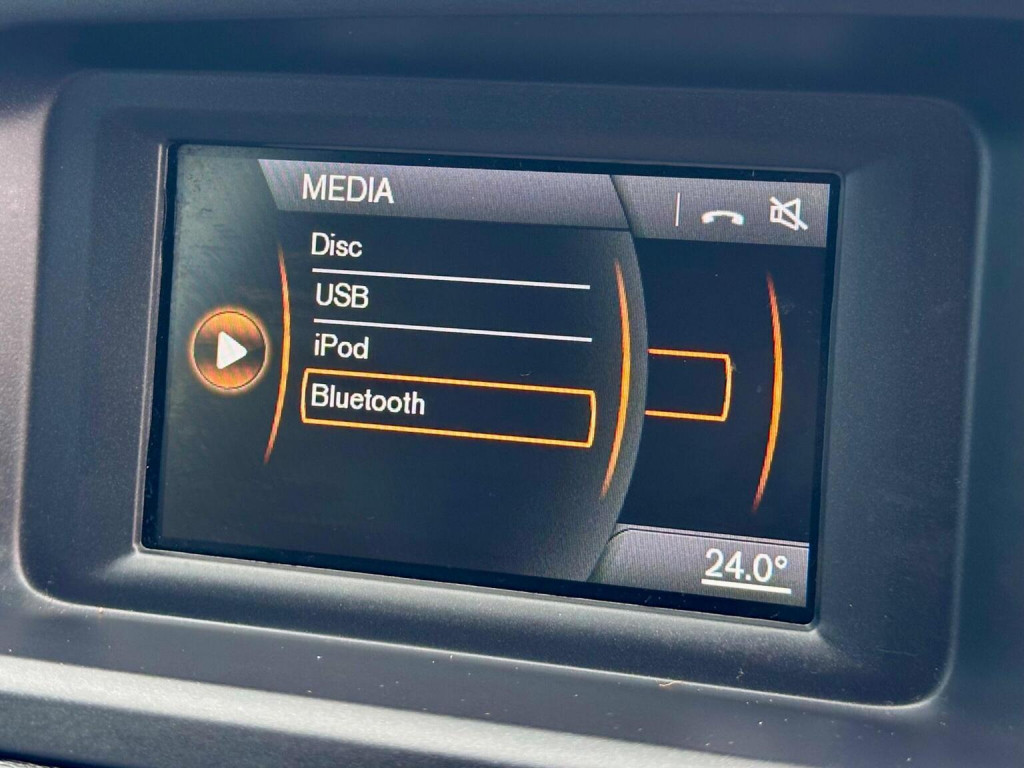 MEDIA
Disc
USB
iPod
Bluetooth
24.0°